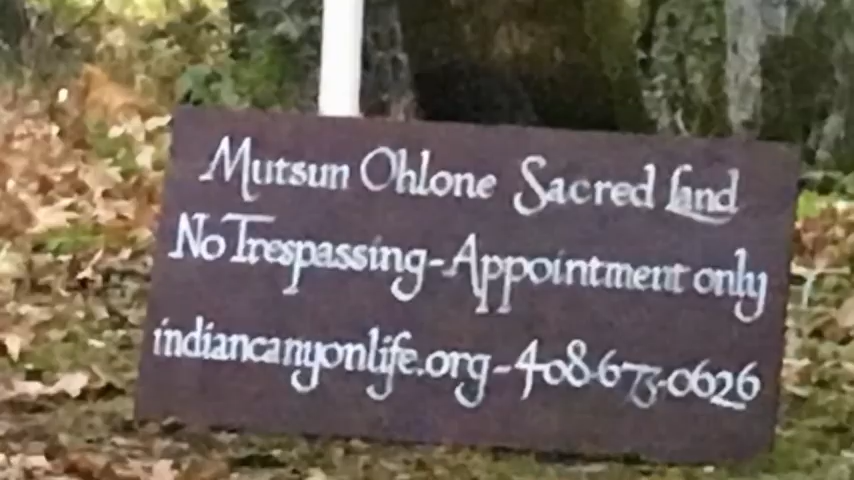 Mutsun Ohlone Sacred Land
No Trespassing-Appointment only
indiancanyonlife.org-408-673-0626